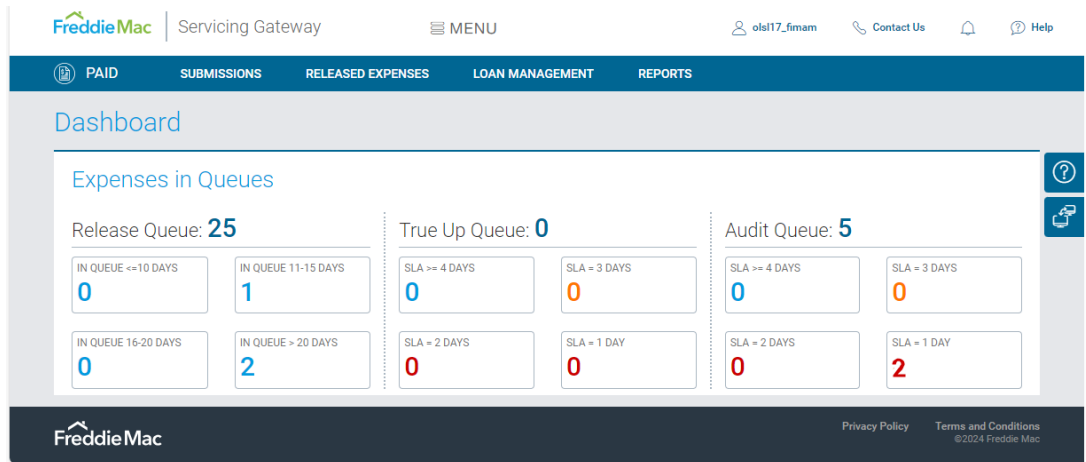 FreddieMac Servicing Gateway MENU olsl17_fimam Contact Us Help
PAID SUBMISSIONS RELEASED EXPENSES LOAN MANAGEMENT REPORTS
Dashboard
Expenses in Queues
Release Queue: 25
IN QUEUE <=10 DAYS
0
IN QUEUE 11-15 DAYS
1
IN QUEUE 16-20 DAYS
0
IN QUEUE > 20 DAYS
2
True Up Queue: 0
SLA >= 4 DAYS
0
SLA = 3 DAYS
0
SLA = 2 DAYS
0
SLA = 1 DAY
0
Audit Queue: 5
SLA >= 4 DAYS
0
SLA = 3 DAYS
0
SLA = 2 DAYS
0
SLA = 1 DAY
2
FreddieMac
Privacy Policy Terms and Conditions
©2024 Freddie Mac